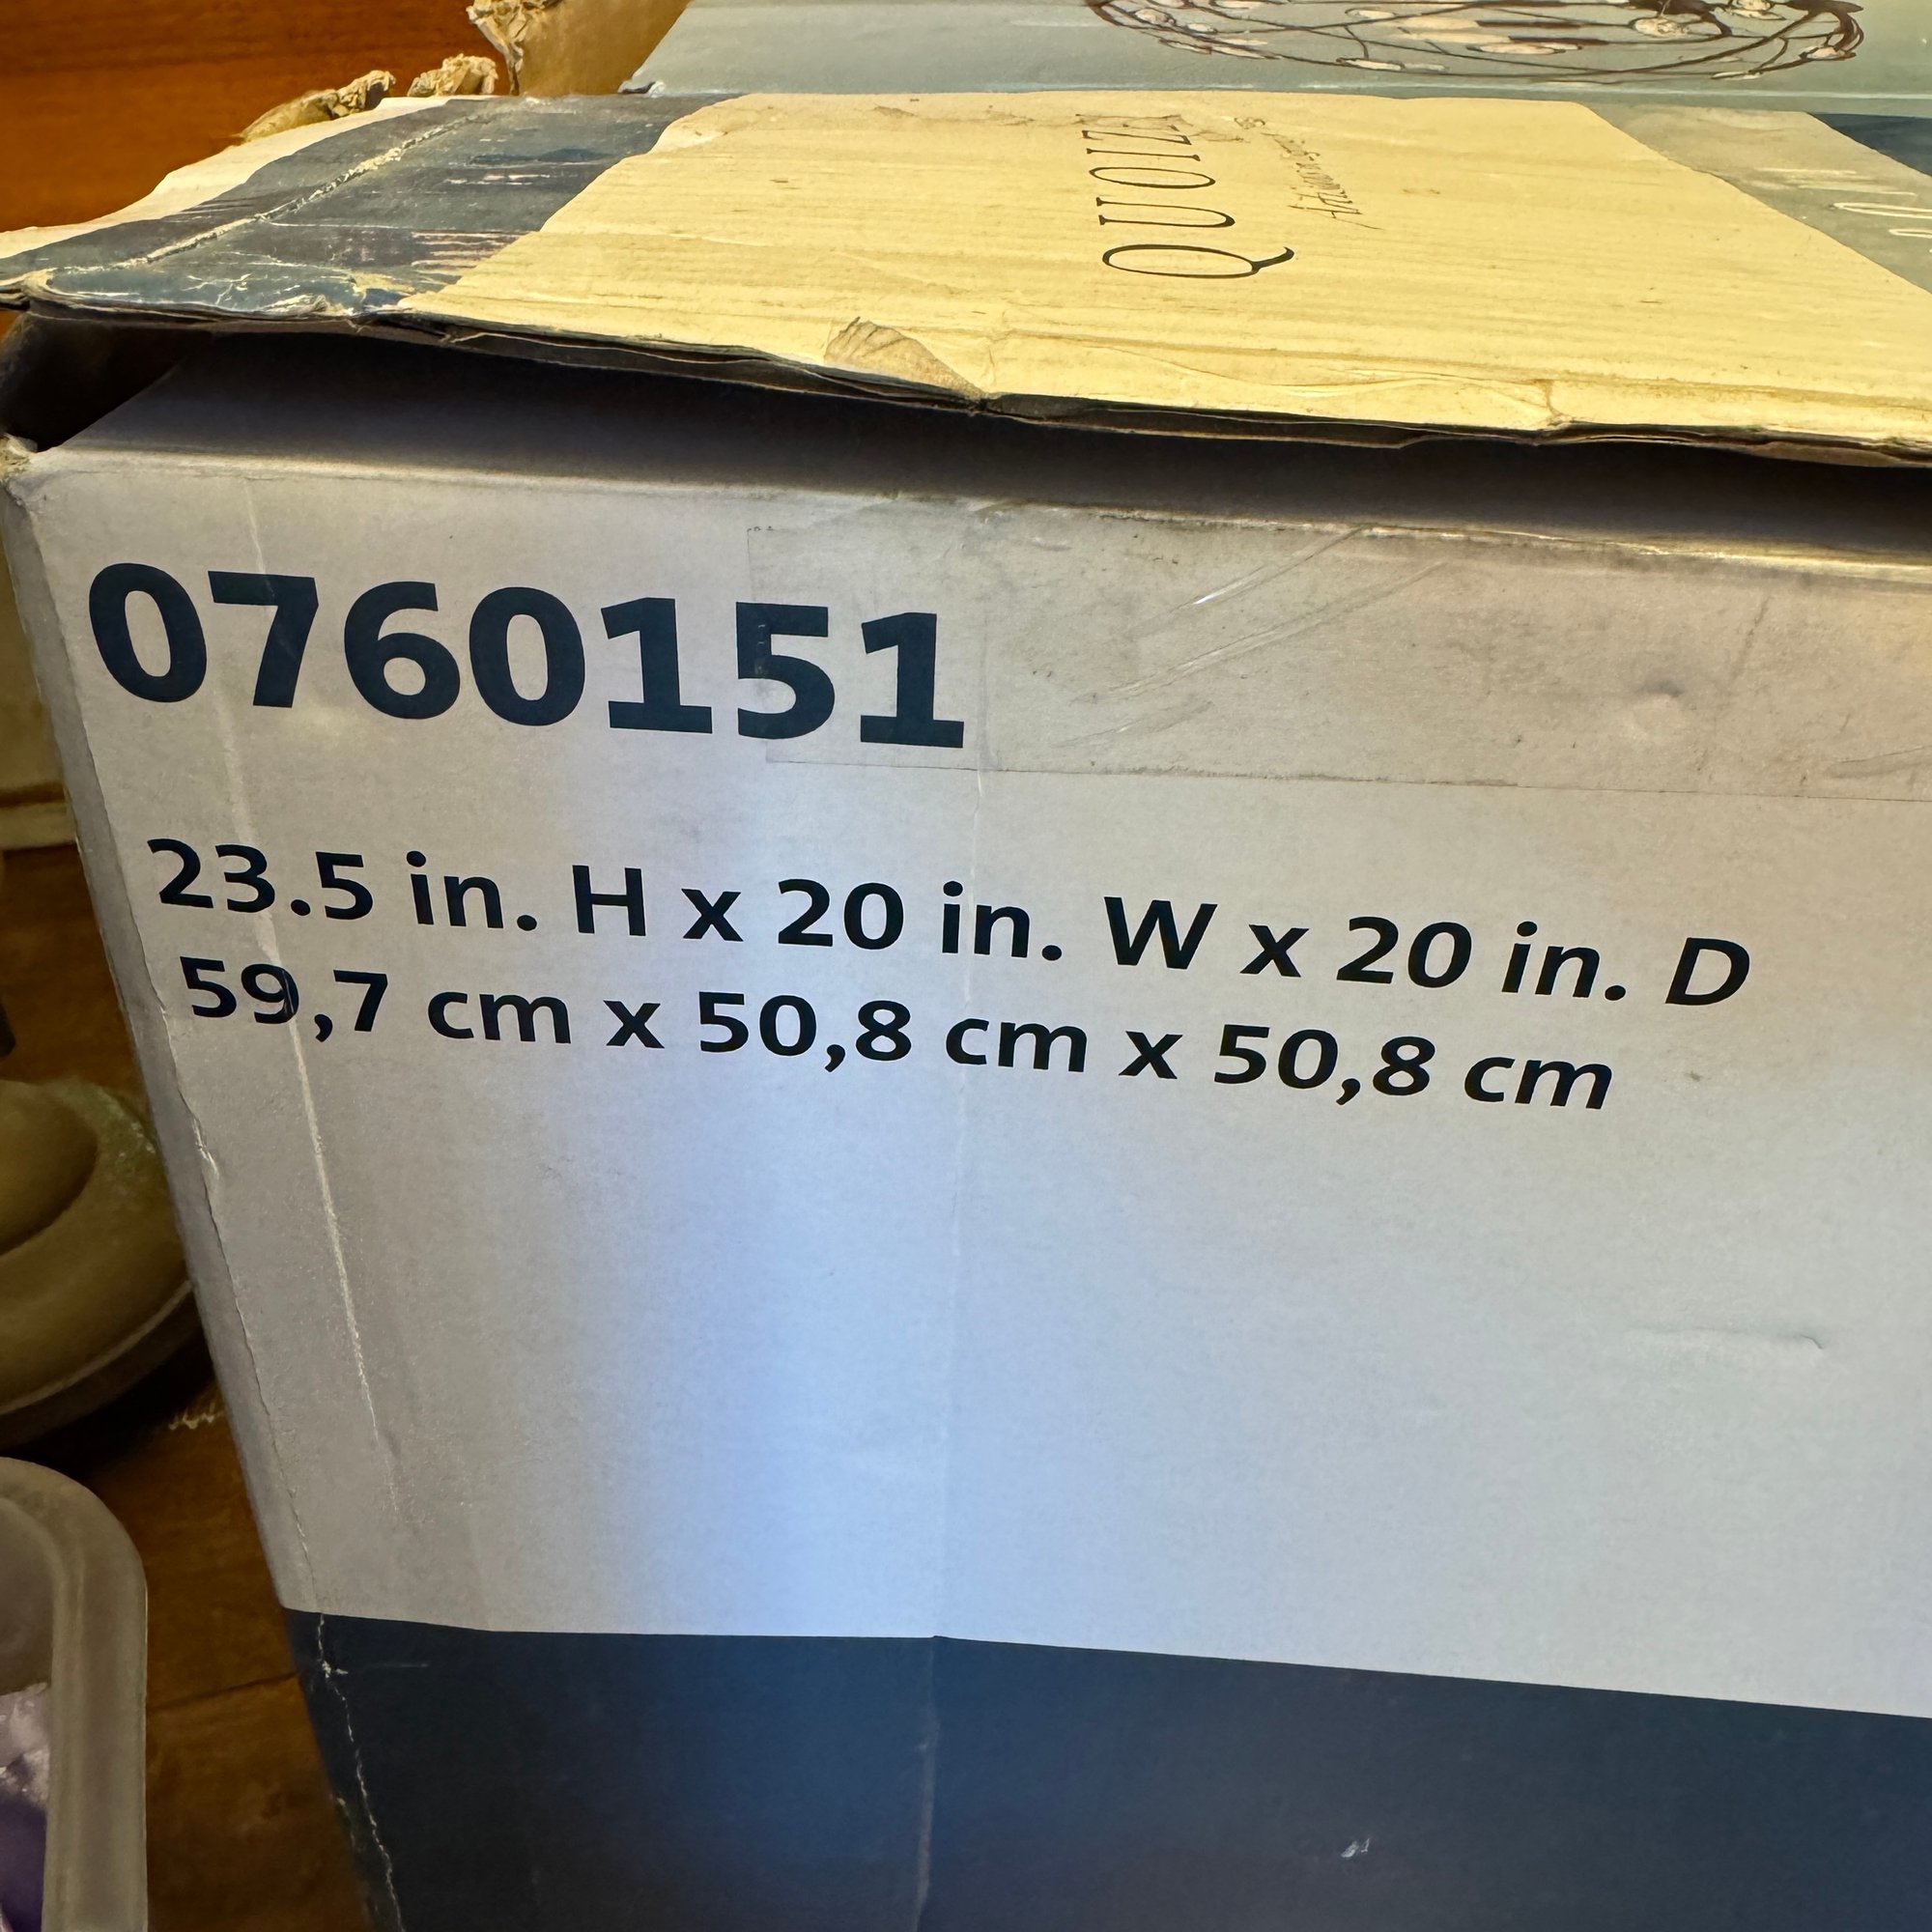 QUOIZEL
0760151
23.5 in. H x 20 in. W x 20 in. D
59,7 cm x 50,8 cm x 50,8 cm